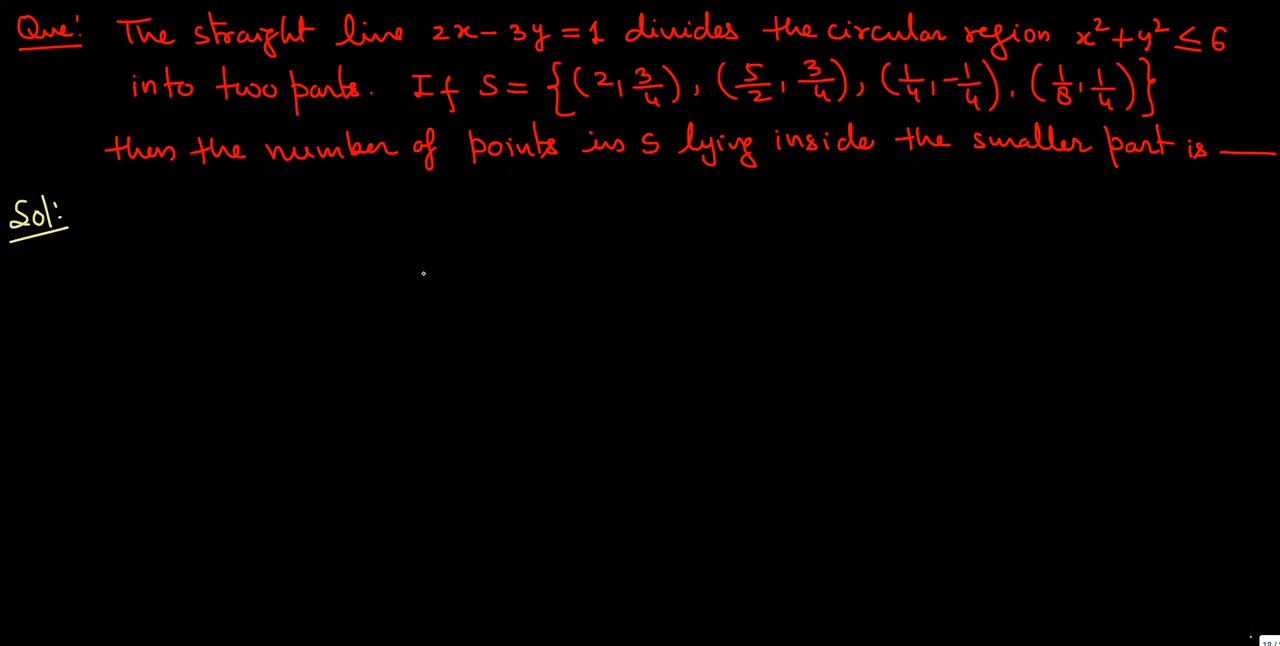 Que: The straight line 2x - 3y = 1 divides the circular region x² + y² ≤ 6
into two parts. If S = {(2, 3/4), (5/2, 3/4), (1/4, -1/4), (1/8, 1/4)}
then the number of points in S lying inside the smaller part is ____
Sol: